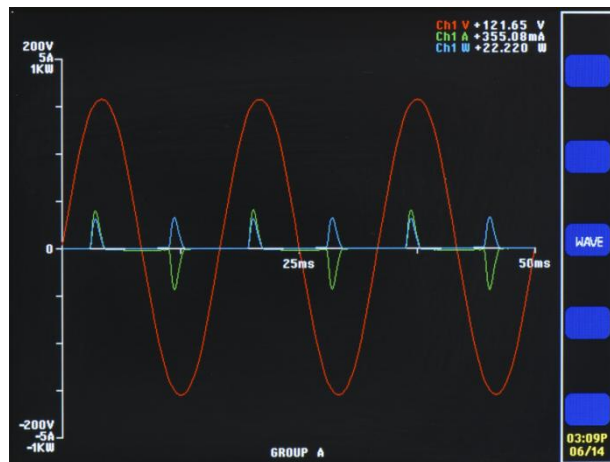 Ch1 V +121.65 V
Ch1 A +355.08mA
Ch1 W +22.220 W
200V
5A
1KW
0
25ms
50ms
WAVE
-200V
-5A
-1KW
GROUP A
03:09P
06/14